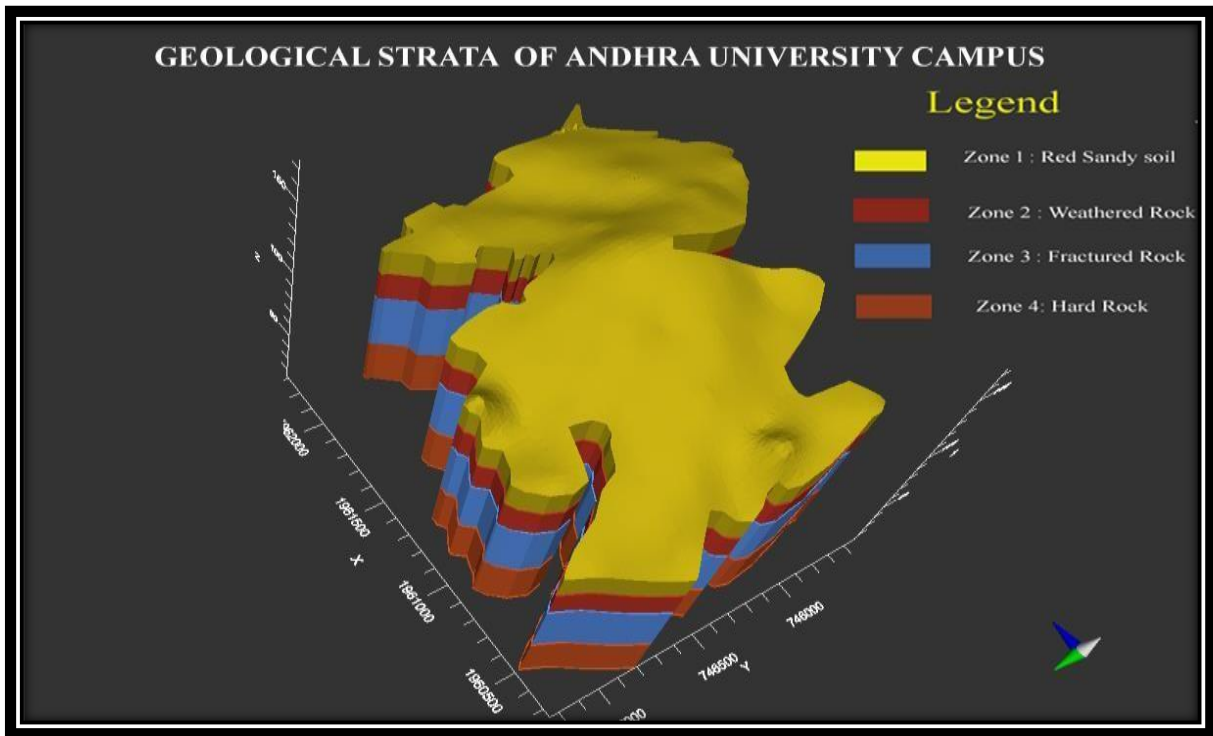 GEOLOGICAL STRATA OF ANDHRA UNIVERSITY CAMPUS
Legend
Zone 1 : Red Sandy soil
Zone 2 : Weathered Rock
Zone 3 : Fractured Rock
Zone 4: Hard Rock
1961500
X
1961000
1960500
746000
746500
Y